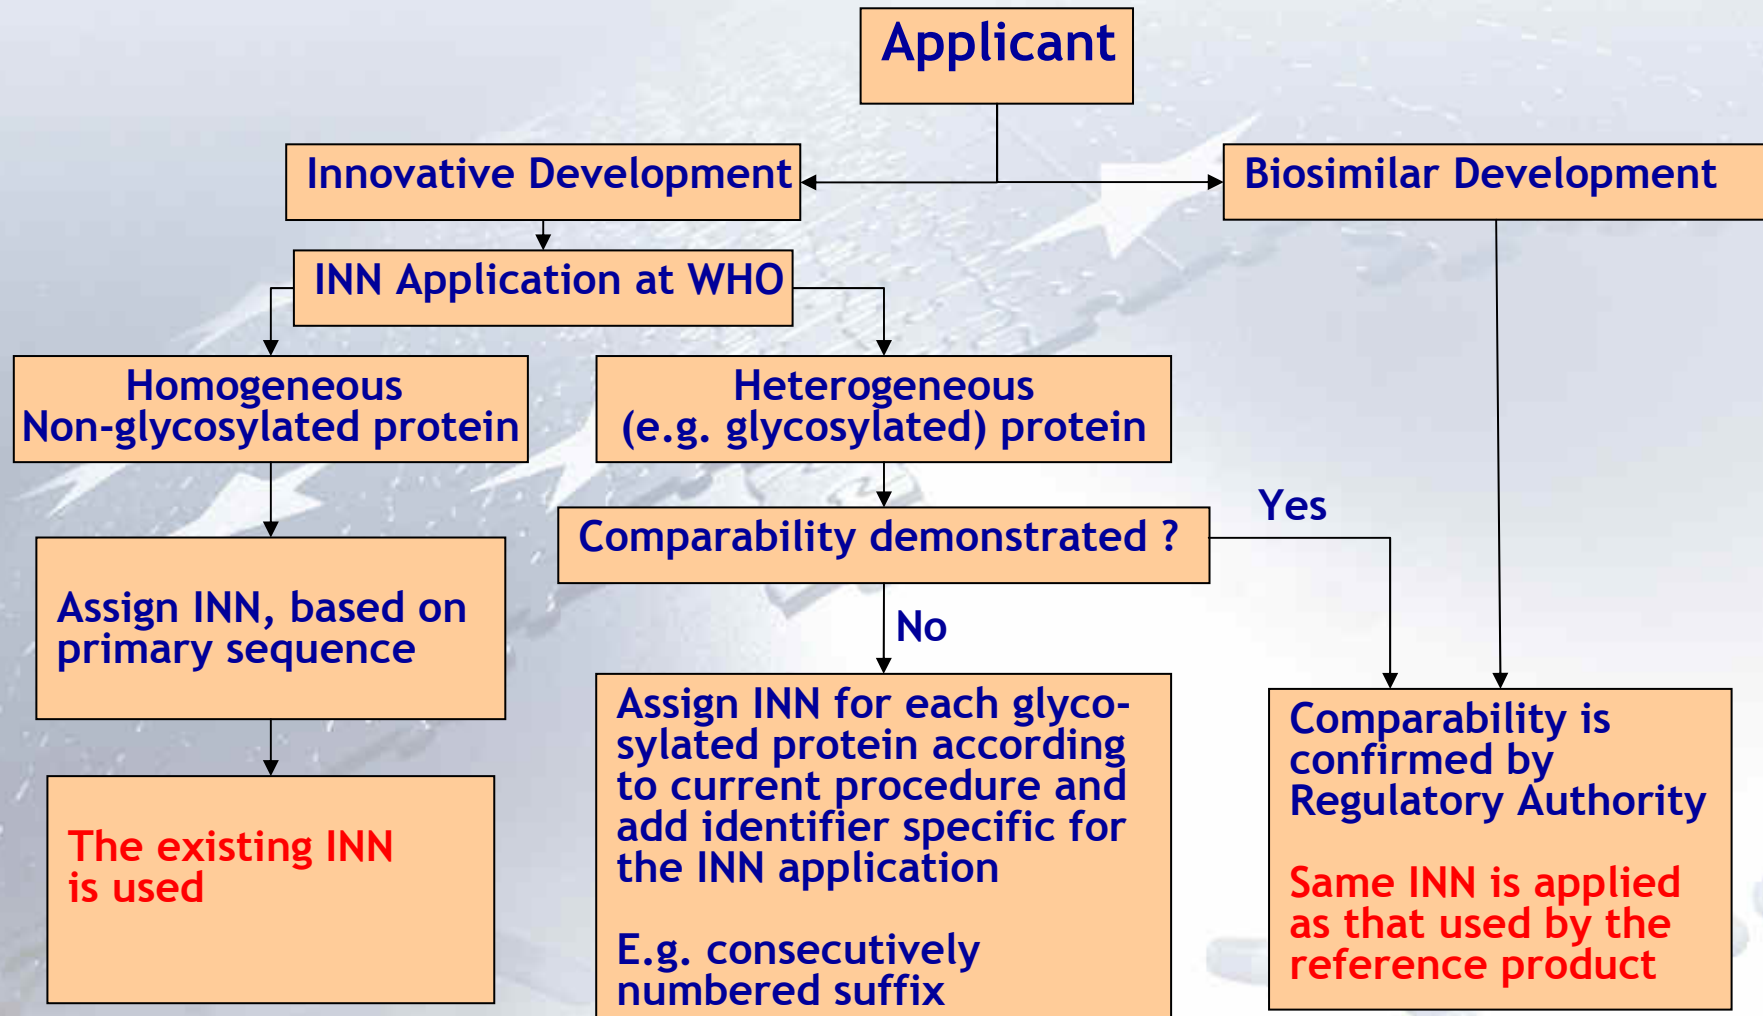 Applicant
Innovative Development
Biosimilar Development
INN Application at WHO
Homogeneous
Non-glycosylated protein
Heterogeneous
(e.g. glycosylated) protein
Comparability demonstrated ?
Yes
No
Assign INN, based on
primary sequence
The existing INN
is used
Assign INN for each glyco-
sylated protein according
to current procedure and
add identifier specific for
the INN application
E.g. consecutively
numbered suffix
Comparability is
confirmed by
Regulatory Authority
Same INN is applied
as that used by the
reference product